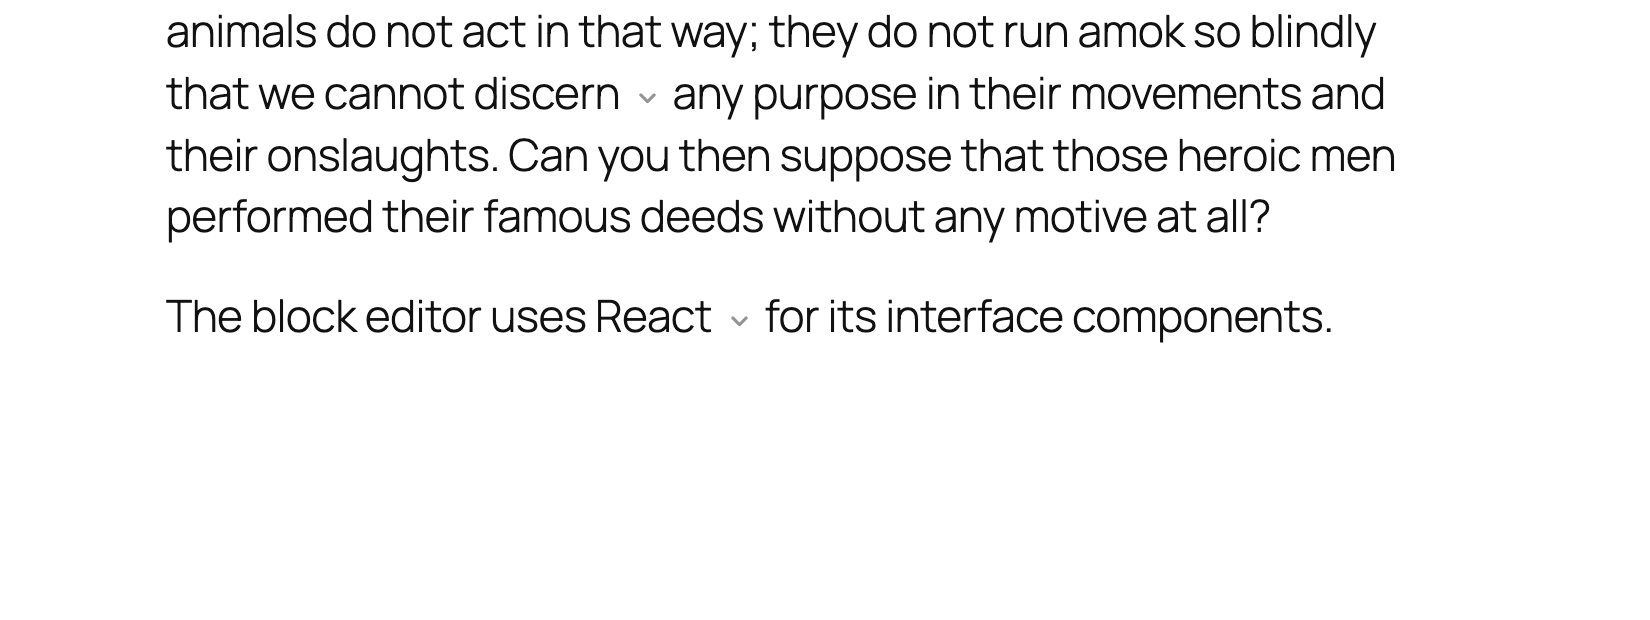 animals do not act in that way; they do not run amok so blindly
that we cannot discern any purpose in their movements and
their onslaughts. Can you then suppose that those heroic men
performed their famous deeds without any motive at all?
The block editor uses React for its interface components.